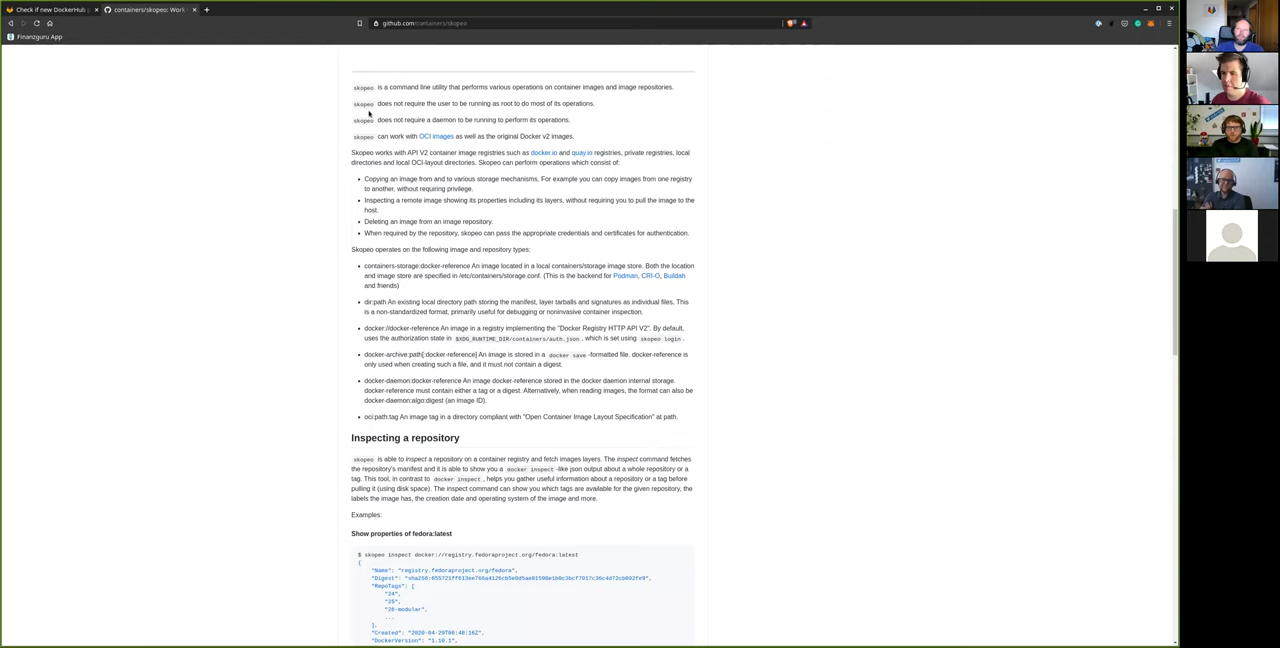 Check if new DockerHub
containers/skopeo: Work
github.com/containers/skopeo
Finanzguru App
skopeo is a command line utility that performs various operations on container images and image repositories.
skopeo does not require the user to be running as root to do most of its operations.
skopeo does not require a daemon to be running to perform its operations.
skopeo can work with OCI images as well as the original Docker v2 images.
Skopeo works with API V2 container image registries such as docker.io and quay.io registries, private registries, local
directories and local OCI-layout directories. Skopeo can perform operations which consist of:
• Copying an image from and to various storage mechanisms. For example you can copy images from one registry
to another, without requiring privilege.
• Inspecting a remote image showing its properties including its layers, without requiring you to pull the image to the
host.
• Deleting an image from an image repository.
• When required by the repository, skopeo can pass the appropriate credentials and certificates for authentication.
Skopeo operates on the following image and repository types:
• containers-storage:docker-reference An image located in a local containers/storage image store. Both the location
and image store are specified in /etc/containers/storage.conf. (This is the backend for Podman, CRI-O, Buildah
and friends)
• dir:path An existing local directory path storing the manifest, layer tarballs and signatures as individual files. This
is a non-standardized format, primarily useful for debugging or noninvasive container inspection.
• docker://docker-reference An image in a registry implementing the "Docker Registry HTTP API V2". By default,
uses the authorization state in $XDG_RUNTIME_DIR/containers/auth.json , which is set using skopeo login .
• docker-archive:path[:docker-reference] An image is stored in a docker save -formatted file. docker-reference is
only used when creating such a file, and it must not contain a digest.
• docker-daemon:docker-reference An image docker-reference stored in the docker daemon internal storage.
docker-reference must contain either a tag or a digest. Alternatively, when reading images, the format can also be
docker-daemon:algo:digest (an image ID).
• oci:path:tag An image tag in a directory compliant with "Open Container Image Layout Specification" at path.
Inspecting a repository
skopeo is able to inspect a repository on a container registry and fetch images layers. The inspect command fetches
the repository's manifest and it is able to show you a docker inspect -like json output about a whole repository or a
tag. This tool, in contrast to docker inspect , helps you gather useful information about a repository or a tag before
pulling it (using disk space). The inspect command can show you which tags are available for the given repository, the
labels the image has, the creation date and operating system of the image and more.
Examples:
Show properties of fedora:latest
$ skopeo inspect docker://registry.fedoraproject.org/fedora:latest
{
"Name": "registry.fedoraproject.org/fedora",
"Digest":
"RepoTags": [
"24",
"25",
"26-modular",
...
],
"Created": "2020-04-29T06:48:16Z",
"DockerVersion": "1.10.1",